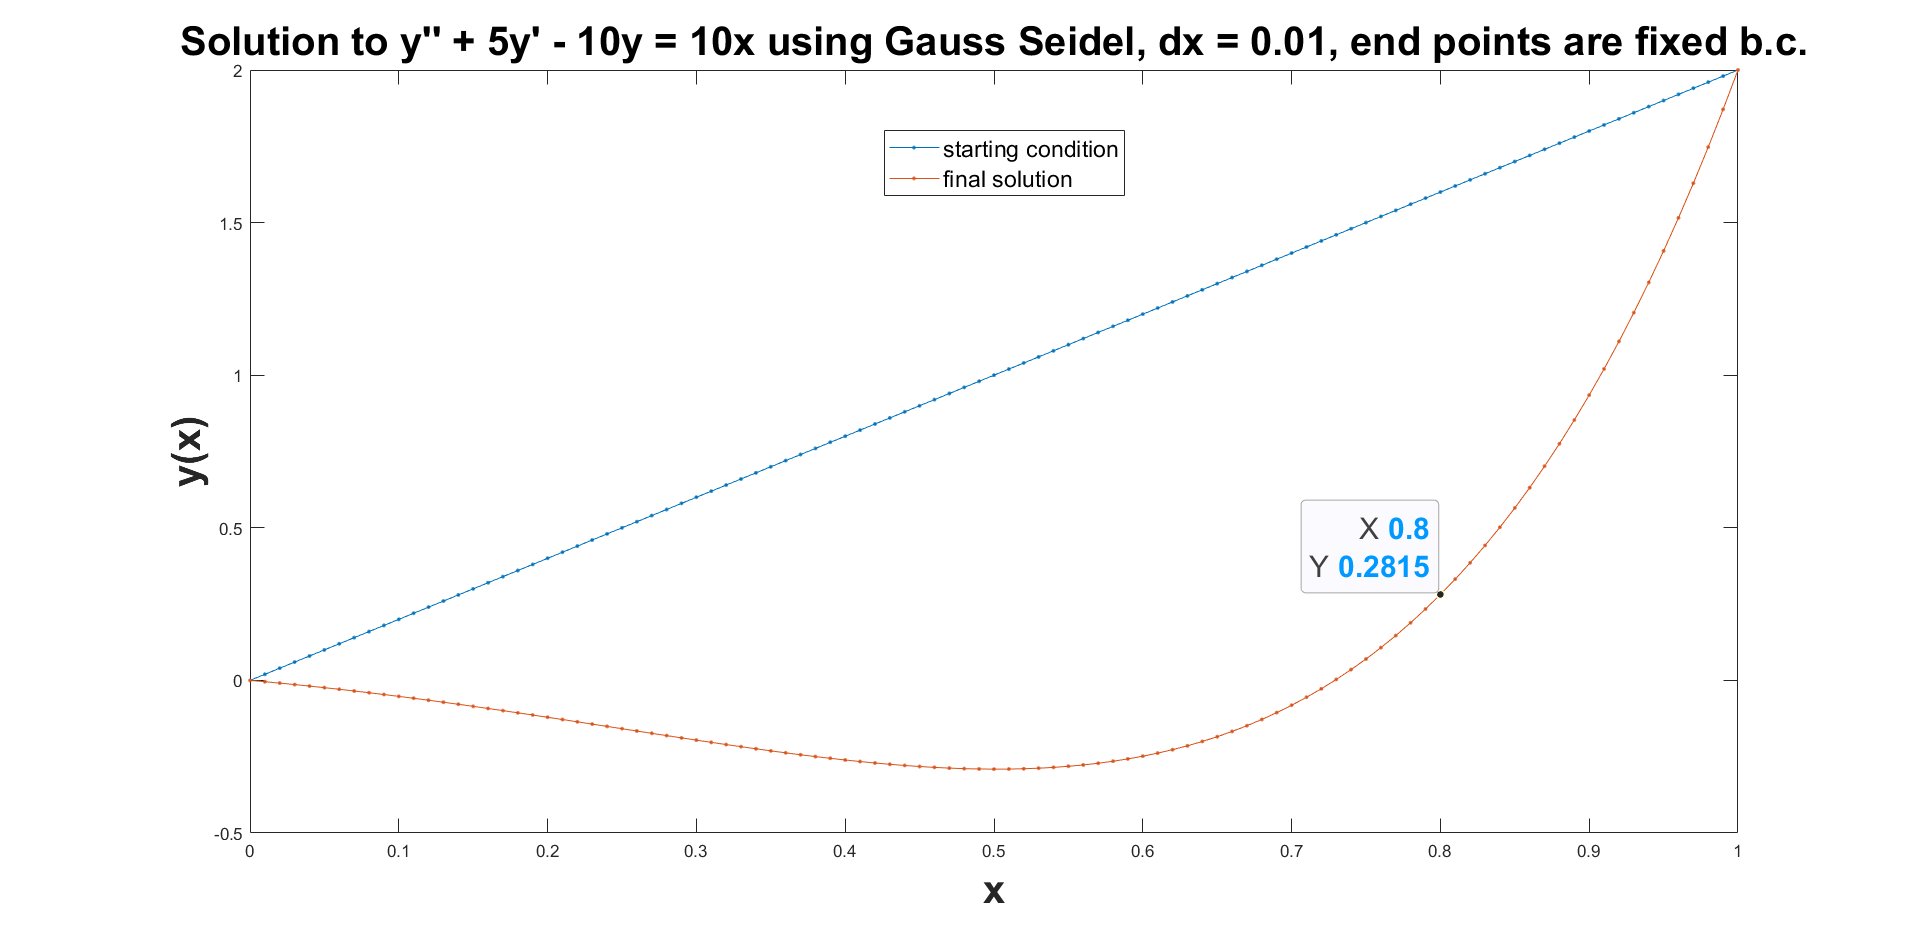 Solution to y'' + 5y' - 10y = 10x using Gauss Seidel, dx = 0.01, end points are fixed b.c.
2
1.5
1
0.5
0
-0.5
y(x)
starting condition
final solution
X 0.8
Y 0.2815
0 0.1 0.2 0.3 0.4 0.5 0.6 0.7 0.8 0.9 1
x